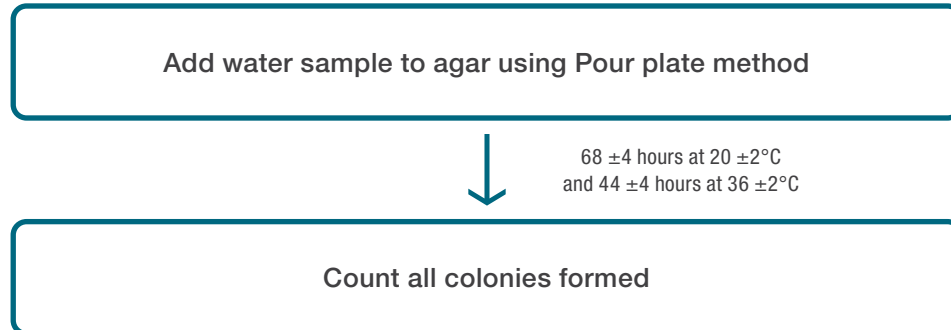 Add water sample to agar using Pour plate method
68 ±4 hours at 20 ±2°C
and 44 ±4 hours at 36 ±2°C
Count all colonies formed